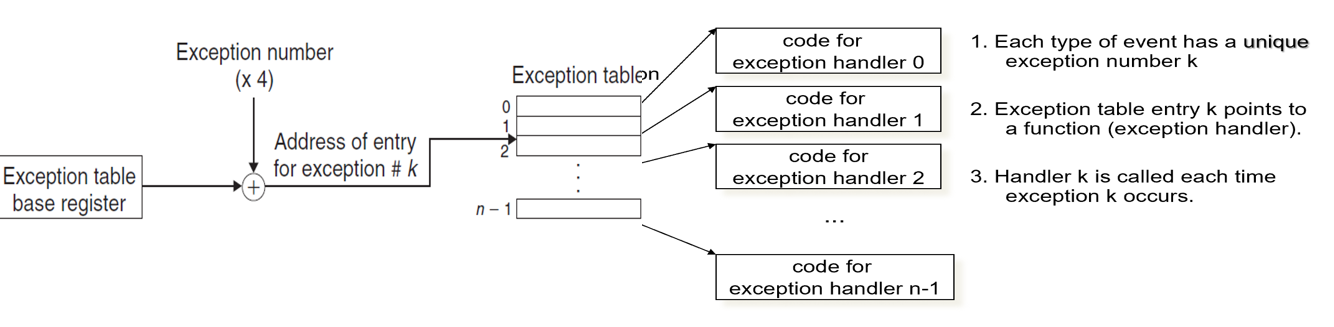 Exception number
(x 4)
Address of entry
for exception # k
Exception table
base register
Exception tablen
0
1
2
n – 1
code for
exception handler 0
code for
exception handler 1
code for
exception handler 2
...
code for
exception handler n-1
1. Each type of event has a unique
exception number k
2. Exception table entry k points to
a function (exception handler).
3. Handler k is called each time
exception k occurs.